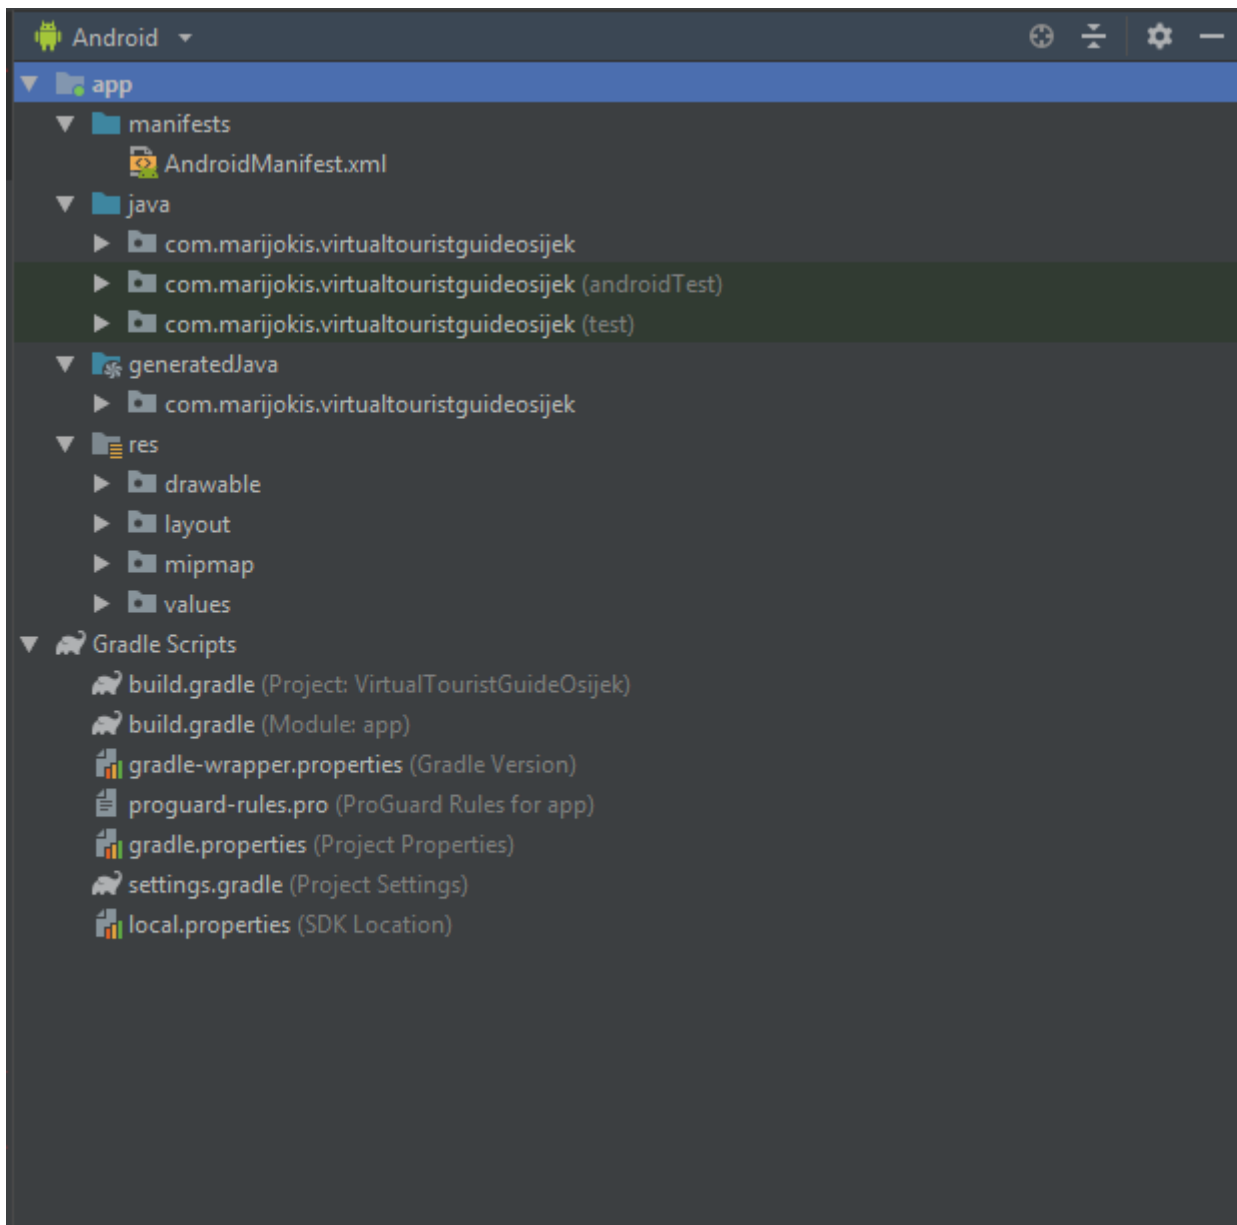 Android
app
manifests
AndroidManifest.xml
java
com.marijokis.virtualtouristguideosijek
com.marijokis.virtualtouristguideosijek (androidTest)
com.marijokis.virtualtouristguideosijek (test)
generatedJava
com.marijokis.virtualtouristguideosijek
res
drawable
layout
mipmap
values
Gradle Scripts
build.gradle (Project: VirtualTouristGuideOsijek)
build.gradle (Module: app)
gradle-wrapper.properties (Gradle Version)
proguard-rules.pro (ProGuard Rules for app)
gradle.properties (Project Properties)
settings.gradle (Project Settings)
local.properties (SDK Location)